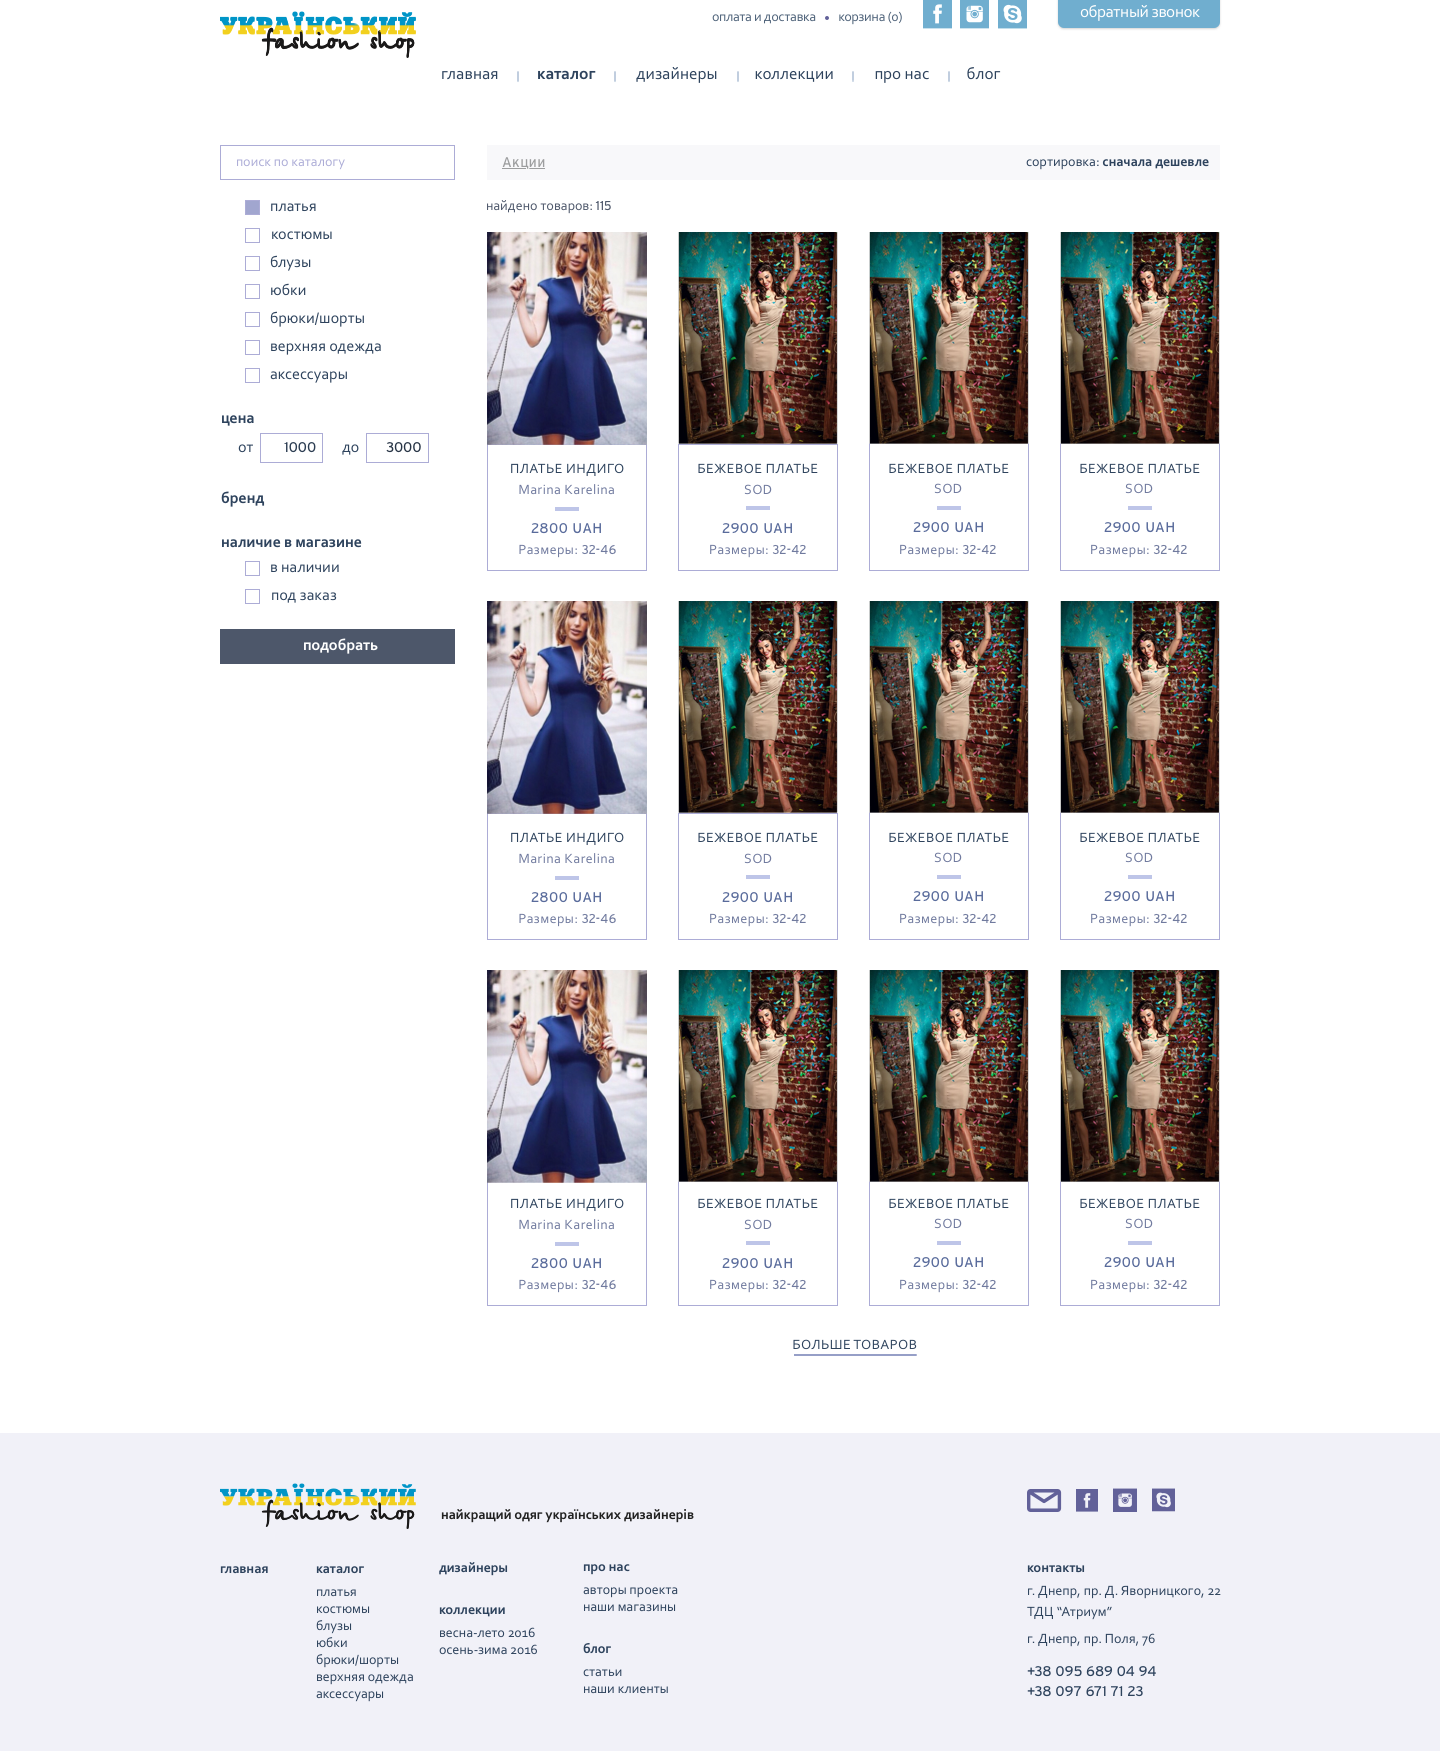 УКРАЇНСЬКИЙ
fashion shop
оплата и доставка • корзина (0)
обратный звонок
главная | каталог | дизайнеры | коллекции | про нас | блог
поиск по каталогу
платья
костюмы
блузы
юбки
брюки/шорты
верхняя одежда
аксессуары
цена
от 1000 до 3000
бренд
наличие в магазине
в наличии
под заказ
подобрать
Акции
сортировка: сначала дешевле
найдено товаров: 115
ПЛАТЬЕ ИНДИГО
Marina Karelina
2800 UAH
Размеры: 32-46
БЕЖЕВОЕ ПЛАТЬЕ
SOD
2900 UAH
Размеры: 32-42
БЕЖЕВОЕ ПЛАТЬЕ
SOD
2900 UAH
Размеры: 32-42
БЕЖЕВОЕ ПЛАТЬЕ
SOD
2900 UAH
Размеры: 32-42
ПЛАТЬЕ ИНДИГО
Marina Karelina
2800 UAH
Размеры: 32-46
БЕЖЕВОЕ ПЛАТЬЕ
SOD
2900 UAH
Размеры: 32-42
БЕЖЕВОЕ ПЛАТЬЕ
SOD
2900 UAH
Размеры: 32-42
БЕЖЕВОЕ ПЛАТЬЕ
SOD
2900 UAH
Размеры: 32-42
ПЛАТЬЕ ИНДИГО
Marina Karelina
2800 UAH
Размеры: 32-46
БЕЖЕВОЕ ПЛАТЬЕ
SOD
2900 UAH
Размеры: 32-42
БЕЖЕВОЕ ПЛАТЬЕ
SOD
2900 UAH
Размеры: 32-42
БЕЖЕВОЕ ПЛАТЬЕ
SOD
2900 UAH
Размеры: 32-42
БОЛЬШЕ ТОВАРОВ
УКРАЇНСЬКИЙ
fashion shop
найкращий одяг українських дизайнерів
главная
каталог
платья
костюмы
блузы
юбки
брюки/шорты
верхняя одежда
аксессуары
дизайнеры
коллекции
весна-лето 2016
осень-зима 2016
про нас
авторы проекта
наши магазины
блог
статьи
наши клиенты
контакты
г. Днепр, пр. Д. Яворницкого, 22
ТДЦ “Атриум”
г. Днепр, пр. Поля, 76
+38 095 689 04 94
+38 097 671 71 23